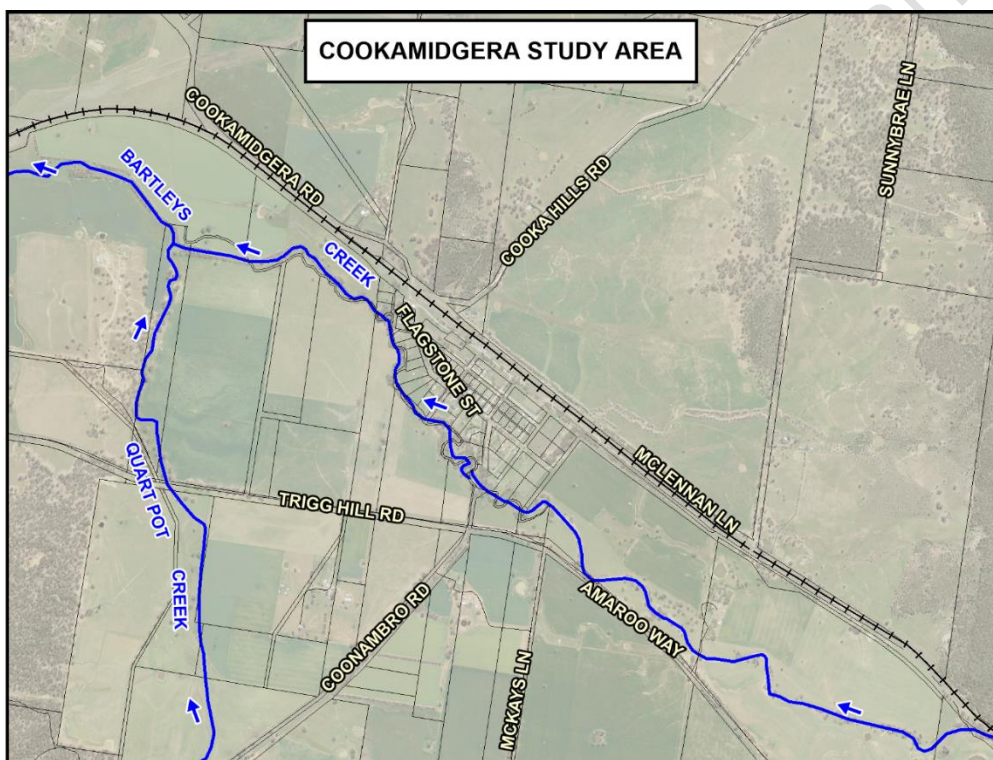 COOKAMIDGERA STUDY AREA
COOKAMIDGERA RD
SUNNYBRAE LN
BARTLEYS
CREEK
COOKA HILLS RD
FLAGSTONE ST
QUART POT
CREEK
TRIGG HILL RD
MCLENNAN LN
COONAMBRO RD
MCKAYS LN
AMAROO WAY